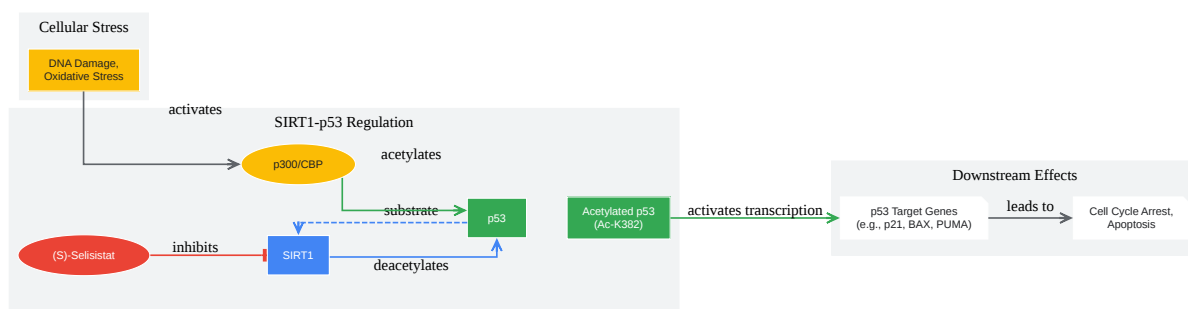 Cellular Stress
DNA Damage,
Oxidative Stress
activates
SIRT1-p53 Regulation
p300/CBP
acetylates
substrate
p53
(S)-Selisistat
inhibits
SIRT1
deacetylates
Acetylated p53
(Ac-K382)
activates transcription
Downstream Effects
p53 Target Genes
(e.g., p21, BAX, PUMA)
leads to
Cell Cycle Arrest,
Apoptosis